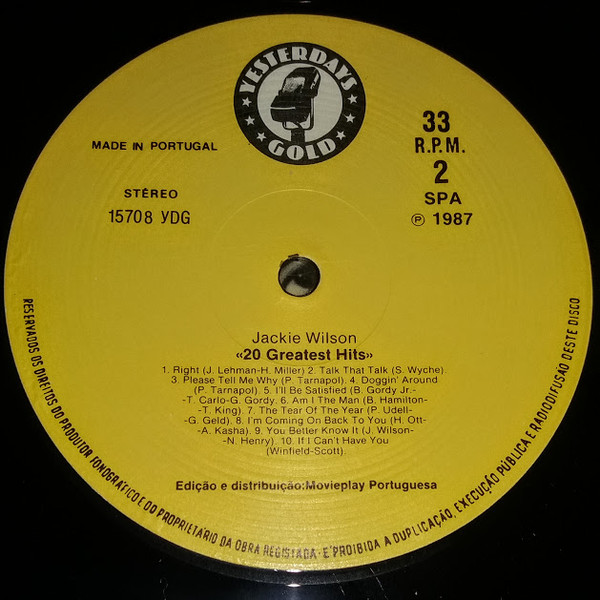 YESTERDAYS
GOLD
MADE IN PORTUGAL
STÉREO
15708 YDG
33
R.P.M.
2
SPA
Ⓟ 1987
Jackie Wilson
«20 Greatest Hits»
1. Right (J. Lehman-H. Miller) 2. Talk That Talk (S. Wyche).
3. Please Tell Me Why (P. Tarnapol). 4. Doggin' Around
(P. Tarnapol). 5. I'll Be Satisfied (B. Gordy Jr.-
-T. Carlo-G. Gordy. 6. Am I The Man (B. Hamilton-
-T. King). 7. The Tear Of The Year (P. Udell-
-G. Geld). 8. I'm Coming On Back To You (H. Ott-
-A. Kasha). 9. You Better Know It (J. Wilson-
-N. Henry). 10. If I Can't Have You
(Winfield-Scott).
Edição e distribuição:Movieplay Portuguesa
RESERVADOS OS DIREITOS DO PRODUTOR FONOGRÁFICO E DO PROPRIETÁRIO DA OBRA REGISTADA· É PROIBIDA A DUPLICAÇÃO, EXECUÇÃO PÚBLICA E RADIODIFUSÃO DESTE DISCO